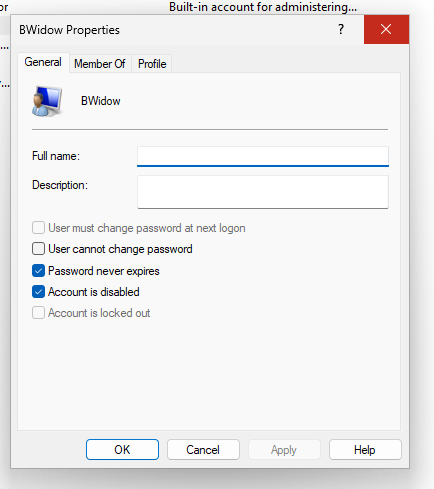 or
Built-in account for administering...
BWidow Properties
?
...
General
Member Of
Profile
BWidow
Full name:
Description:
User must change password at next logon
User cannot change password
Password never expires
Account is disabled
Account is locked out
OK
Cancel
Apply
Help